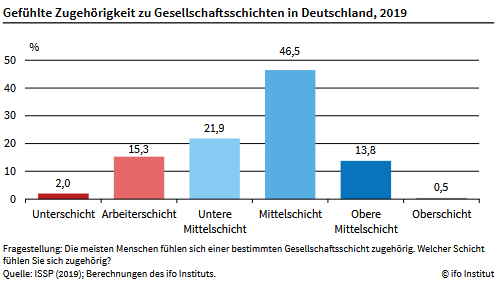 Gefühlte Zugehörigkeit zu Gesellschaftsschichten in Deutschland, 2019
%
50
40
30
20
10
0
2,0
15,3
21,9
46,5
13,8
0,5
Unterschicht
Arbeiterschicht
Untere
Mittelschicht
Mittelschicht
Obere
Mittelschicht
Oberschicht
Fragestellung: Die meisten Menschen fühlen sich einer bestimmten Gesellschaftsschicht zugehörig. Welcher Schicht
fühlen Sie sich zugehörig?
Quelle: ISSP (2019); Berechnungen des ifo Instituts.
© ifo Institut